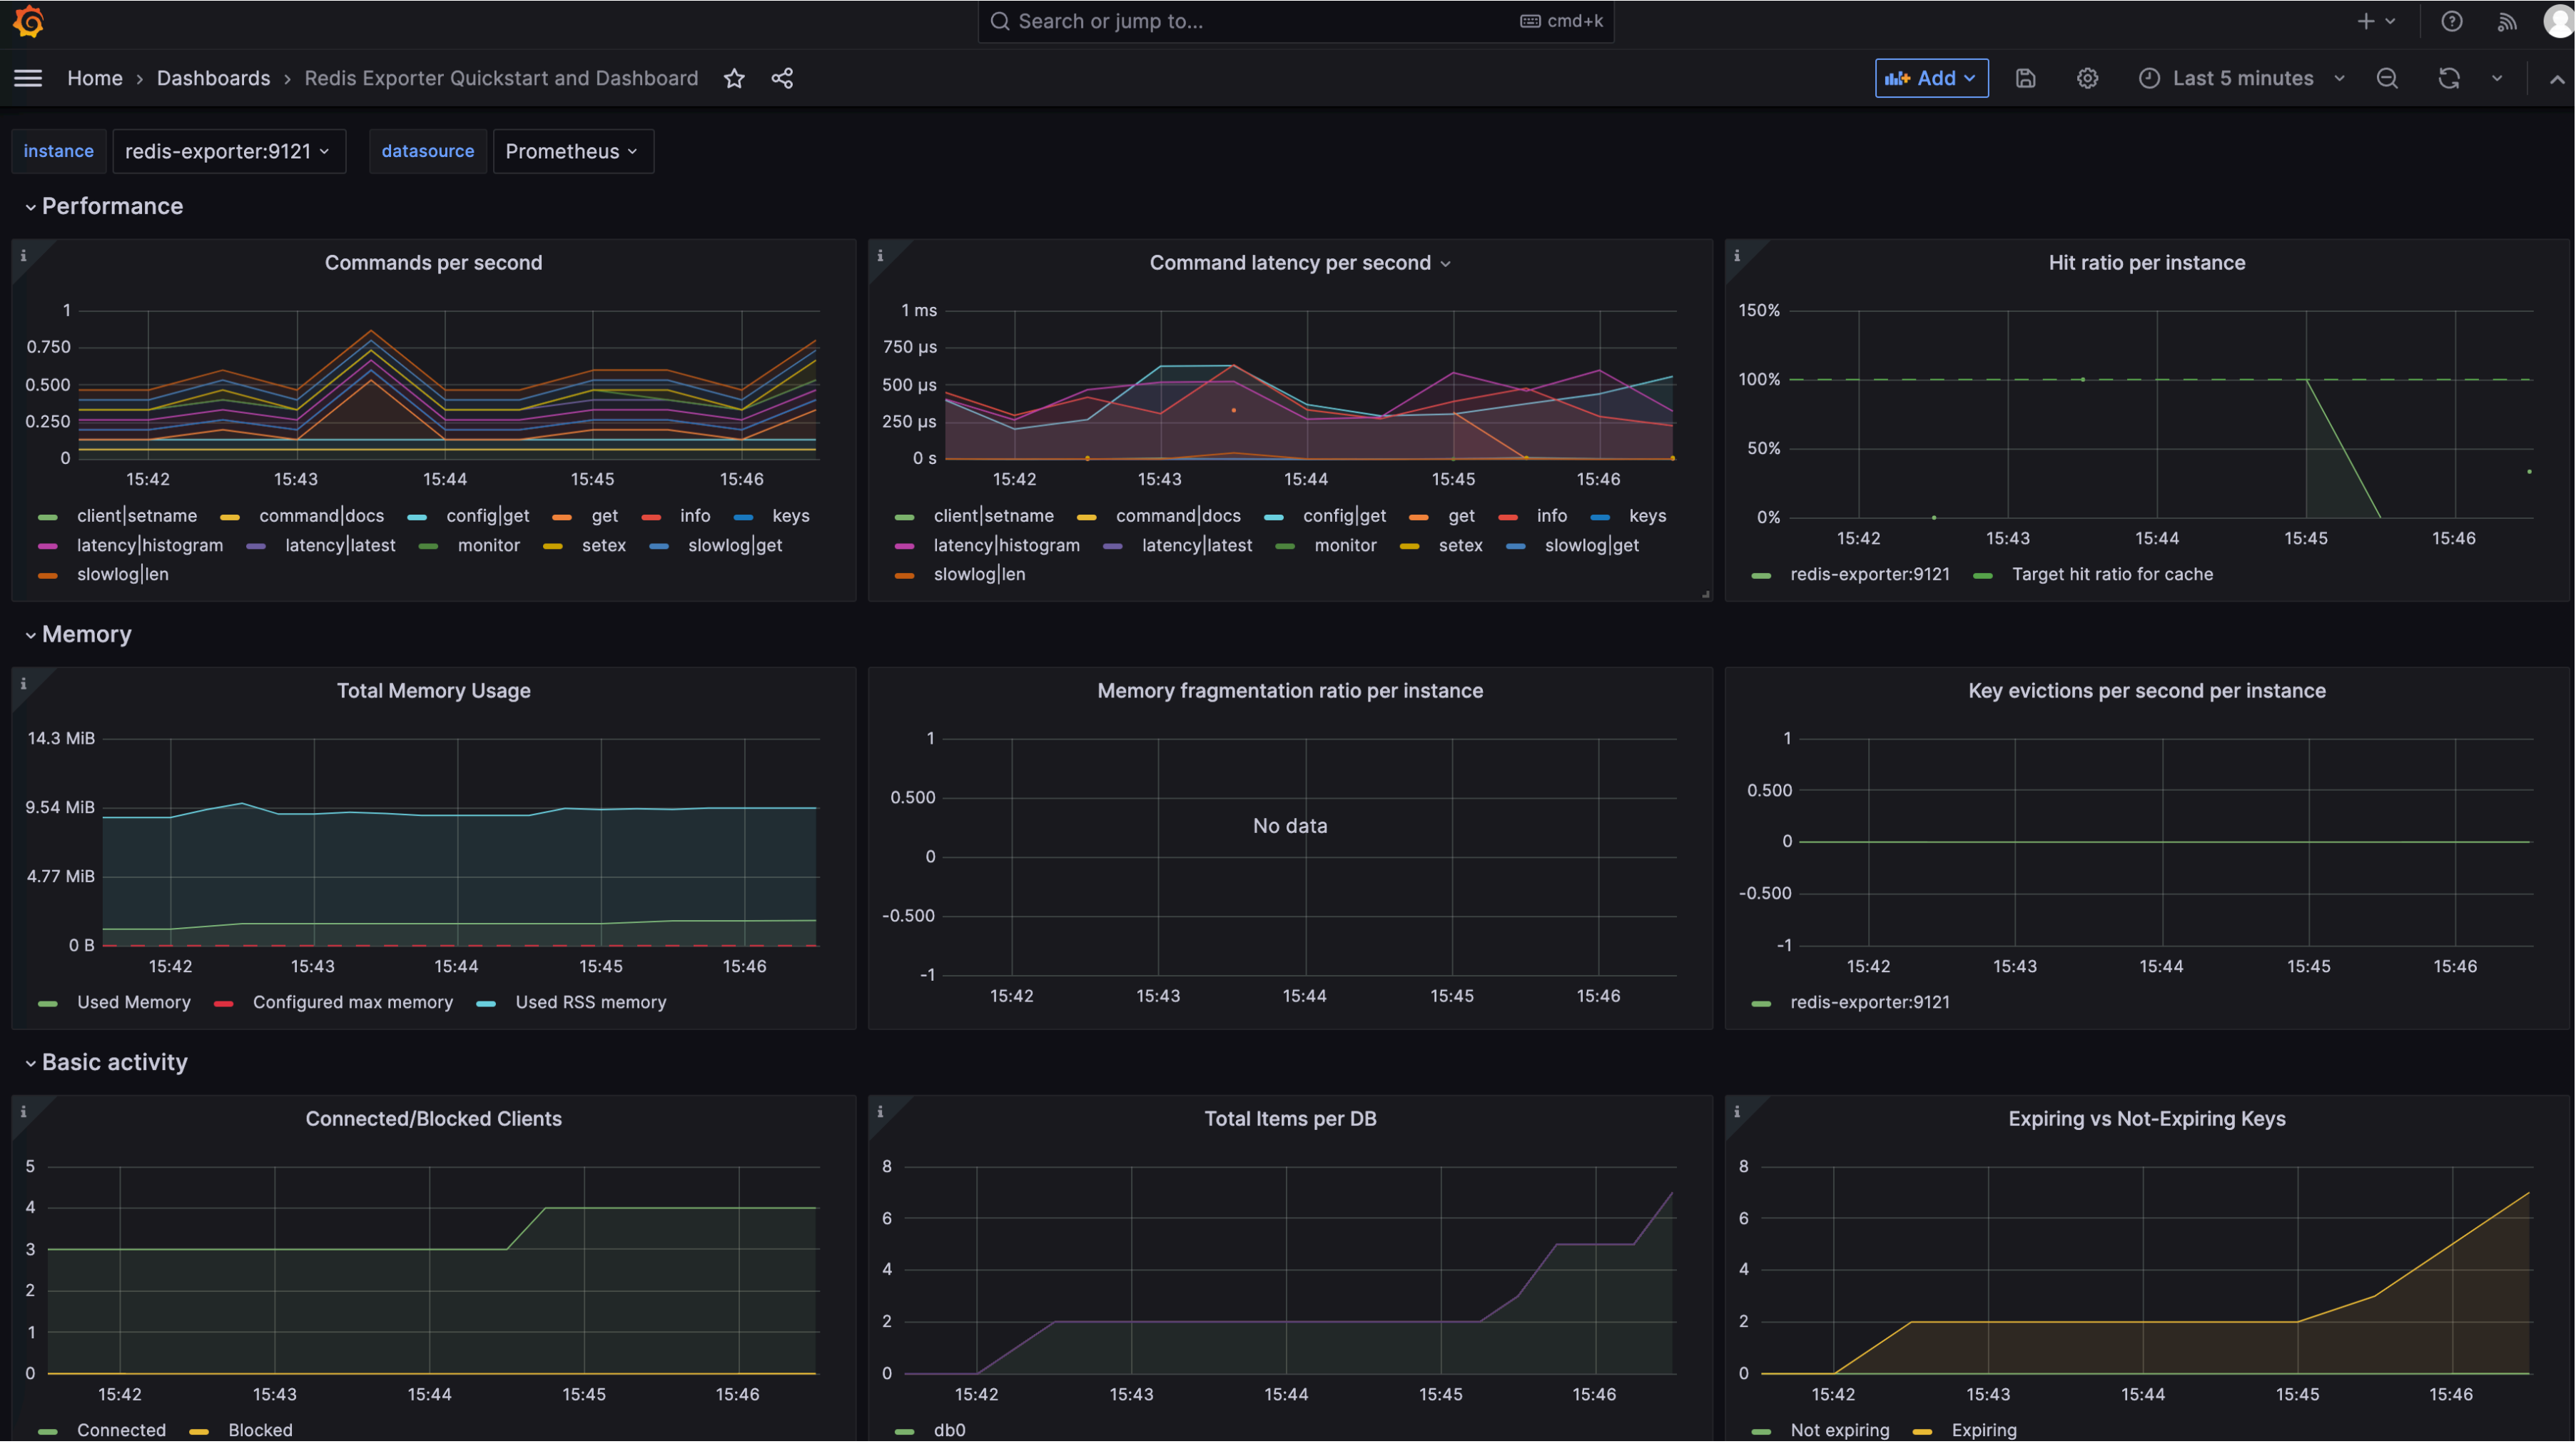 Search or jump to... cmd+k
Home › Dashboards › Redis Exporter Quickstart and Dashboard Add Last 5 minutes
instance redis-exporter:9121 datasource Prometheus
Performance
Commands per second
1
0.750
0.500
0.250
0
15:42 15:43 15:44 15:45 15:46
client|setname command|docs config|get get info keys
latency|histogram latency|latest monitor setex slowlog|get
slowlog|len
Command latency per second
1 ms
750 µs
500 µs
250 µs
0 s
15:42 15:43 15:44 15:45 15:46
client|setname command|docs config|get get info keys
latency|histogram latency|latest monitor setex slowlog|get
slowlog|len
Hit ratio per instance
150%
100%
50%
0%
15:42 15:43 15:44 15:45 15:46
redis-exporter:9121 Target hit ratio for cache
Memory
Total Memory Usage
14.3 MiB
9.54 MiB
4.77 MiB
0 B
15:42 15:43 15:44 15:45 15:46
Used Memory Configured max memory Used RSS memory
Memory fragmentation ratio per instance
1
0.500
No data
0
-0.500
-1
15:42 15:43 15:44 15:45 15:46
Key evictions per second per instance
1
0.500
0
-0.500
-1
15:42 15:43 15:44 15:45 15:46
redis-exporter:9121
Basic activity
Connected/Blocked Clients
5
4
3
2
1
0
15:42 15:43 15:44 15:45 15:46
Connected Blocked
Total Items per DB
8
6
4
2
0
15:42 15:43 15:44 15:45 15:46
db0
Expiring vs Not-Expiring Keys
8
6
4
2
0
15:42 15:43 15:44 15:45 15:46
Not expiring Expiring